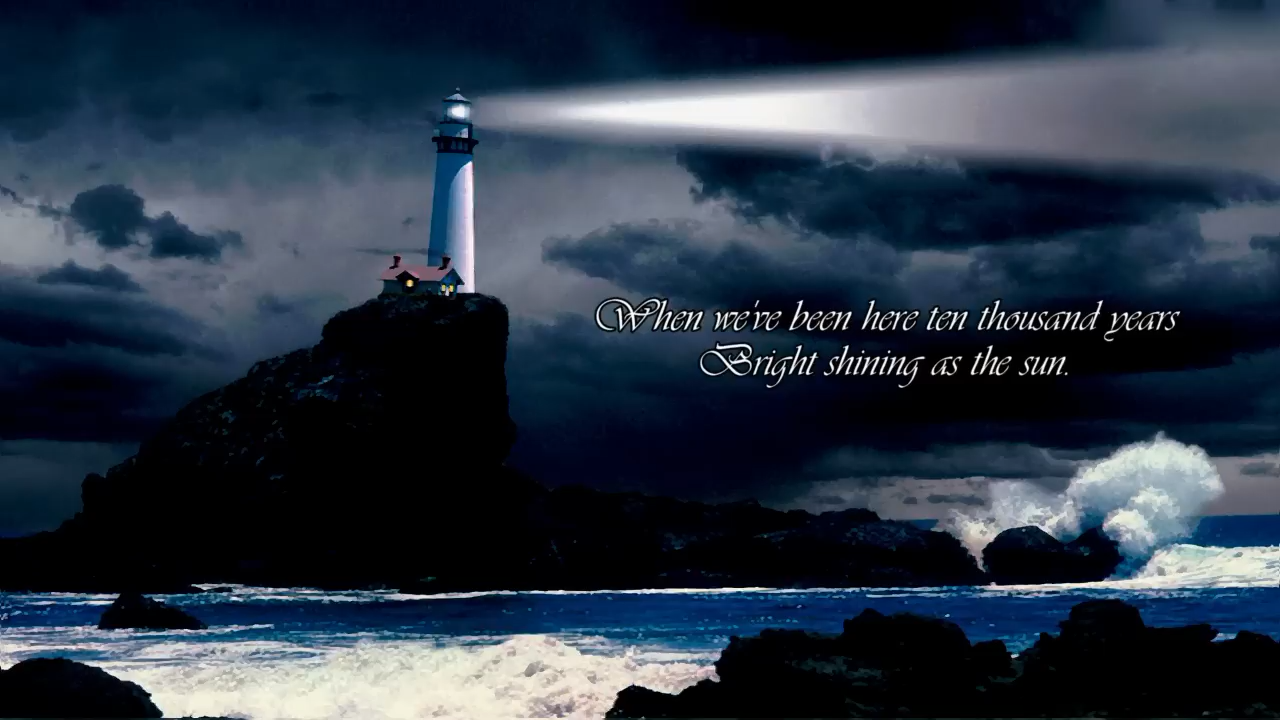 When we've been here ten thousand years
Bright shining as the sun.